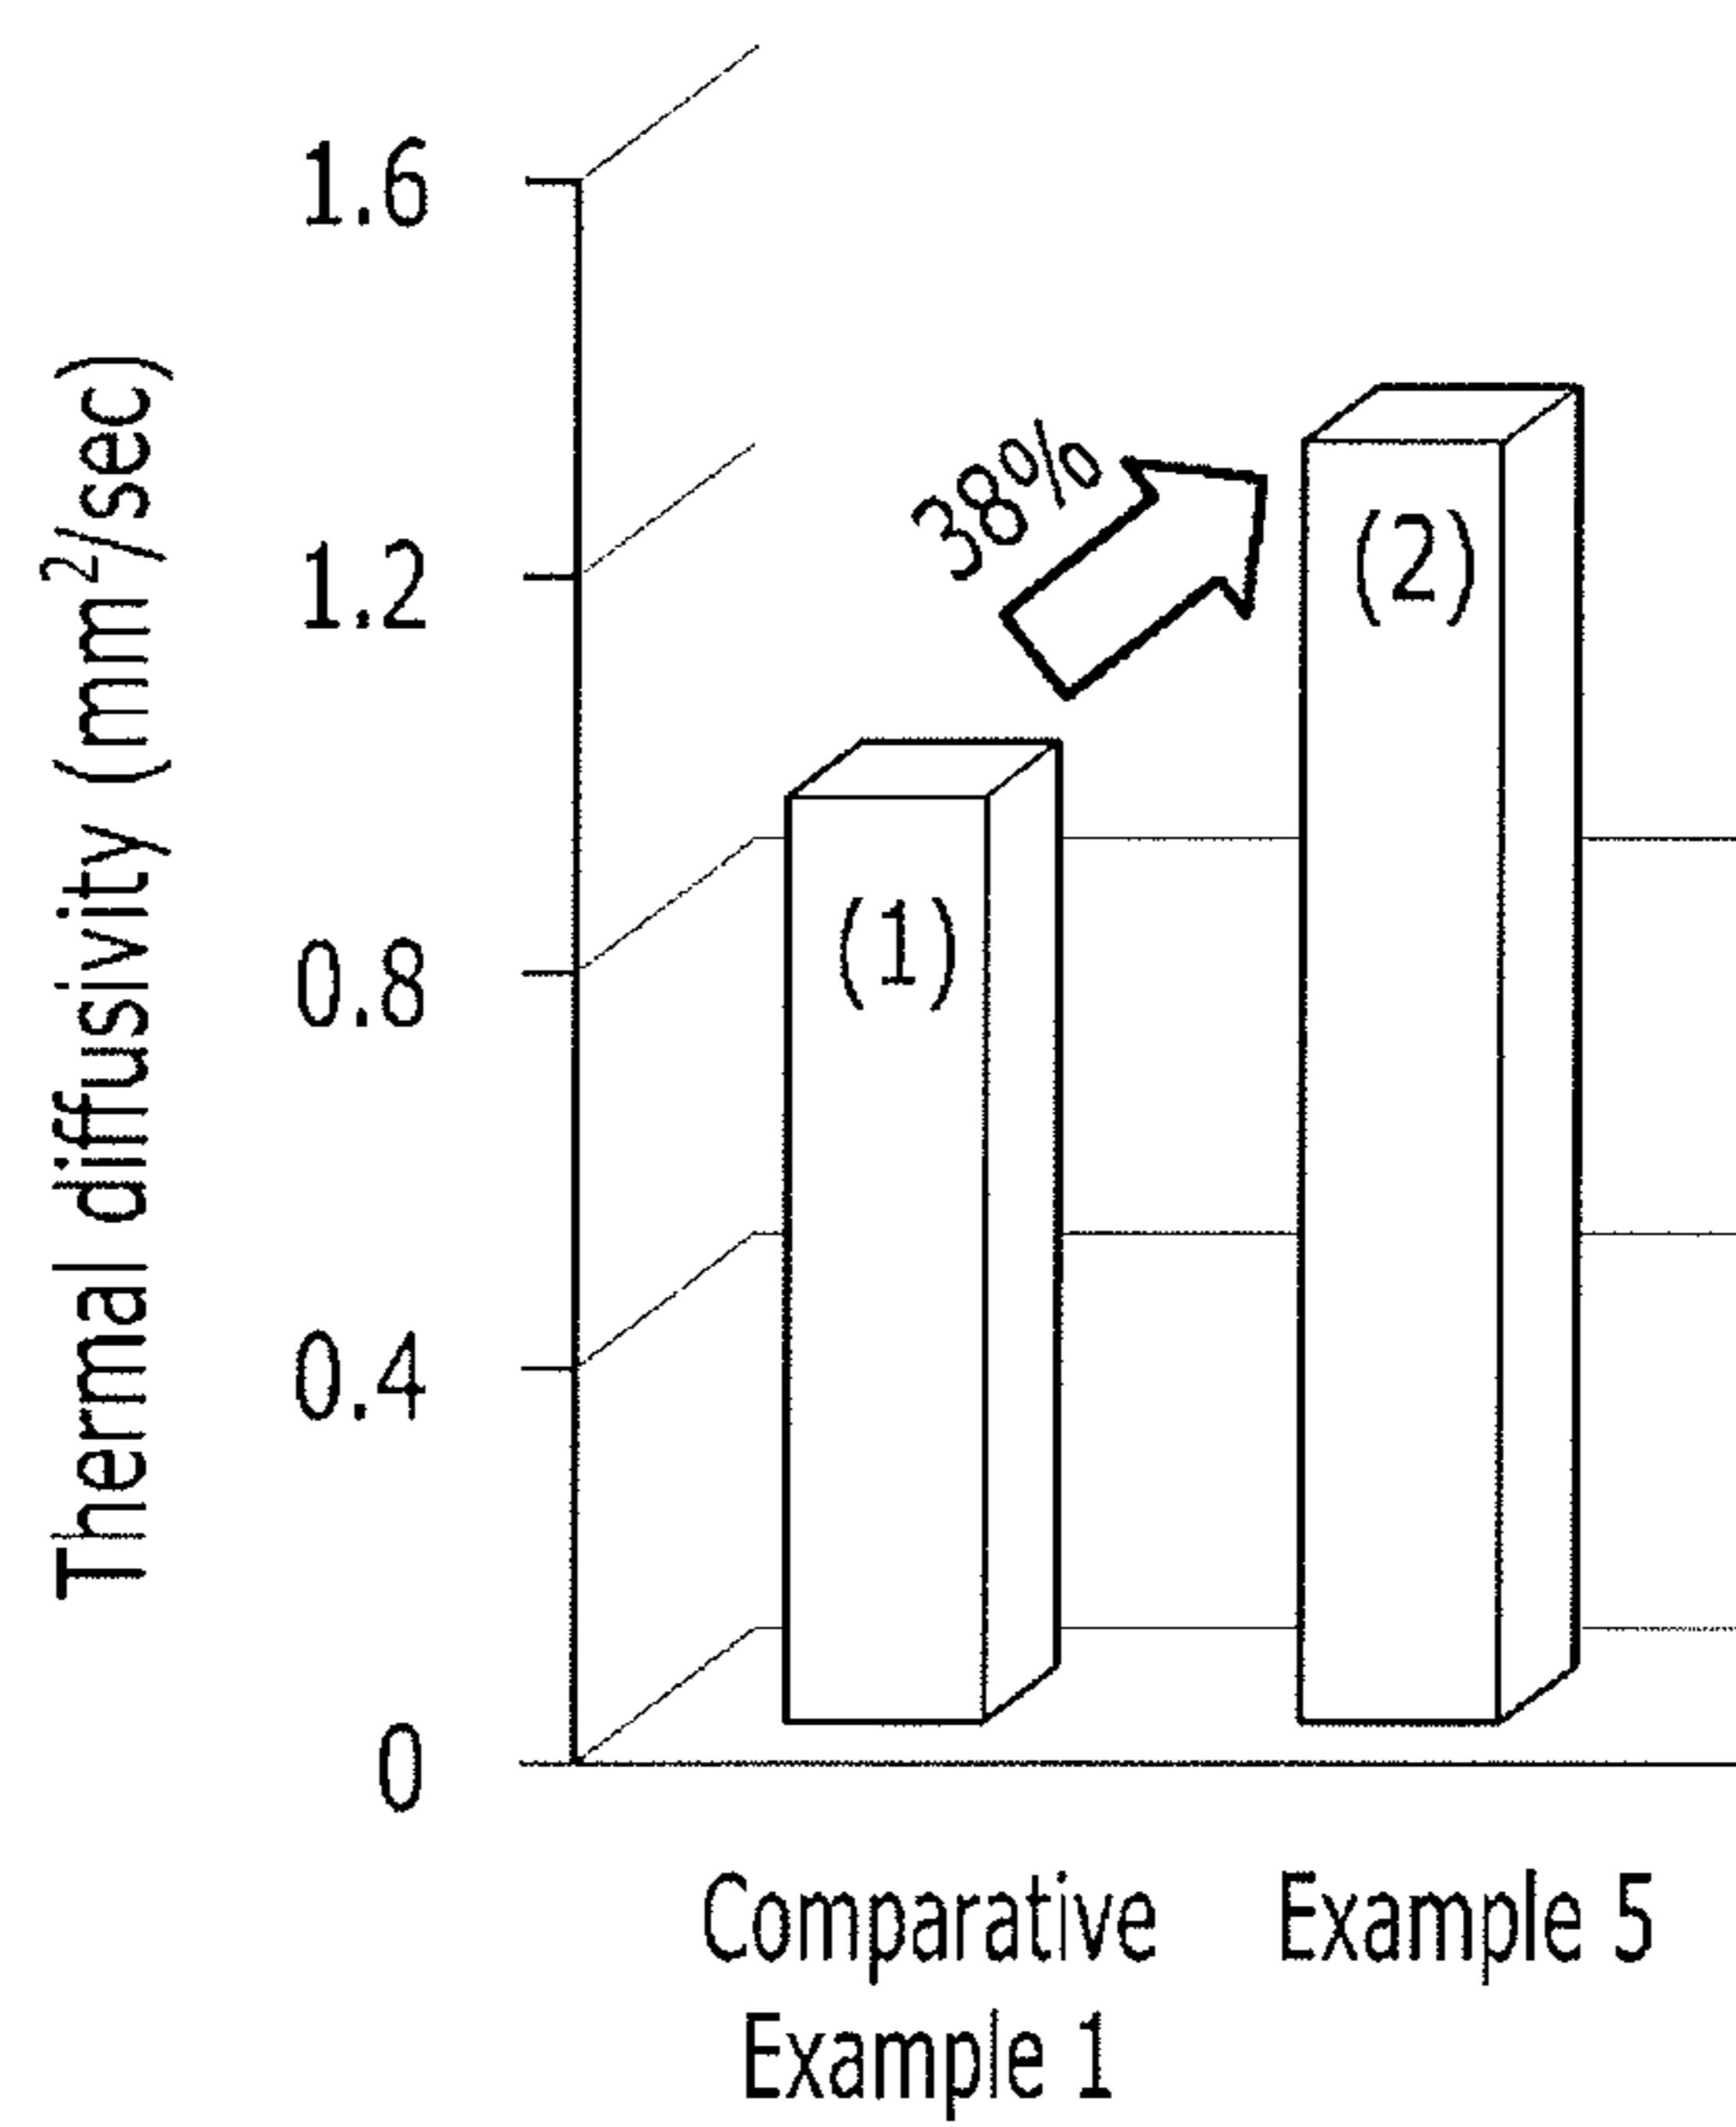 Thermal diffusivity (mm²/sec)
1.6
1.2
0.8
0.4
0
38%
(1)
(2)
Comparative
Example 1
Example 5